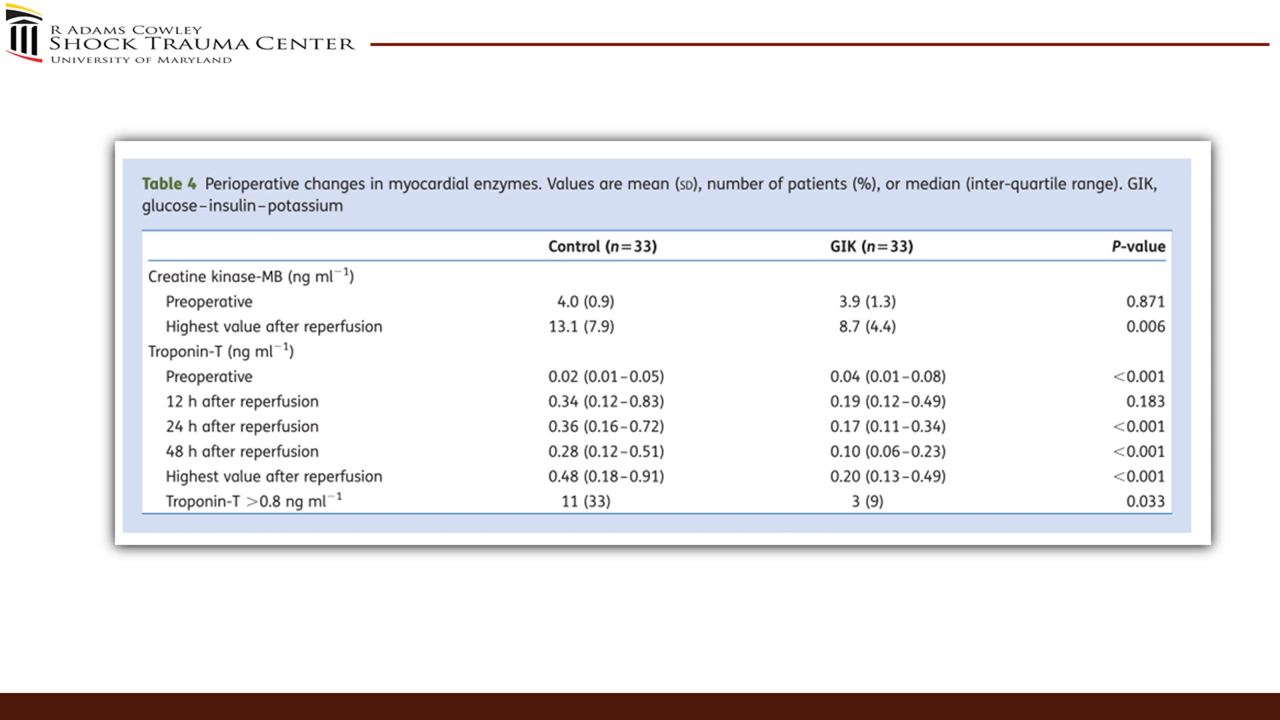 R ADAMS COWLEY
SHOCK TRAUMA CENTER
UNIVERSITY OF MARYLAND
Table 4 Perioperative changes in myocardial enzymes. Values are mean (SD), number of patients (%), or median (inter-quartile range). GIK,
glucose–insulin–potassium
Control (n=33) GIK (n=33) P-value
Creatine kinase-MB (ng ml⁻¹)
Preoperative 4.0 (0.9) 3.9 (1.3) 0.871
Highest value after reperfusion 13.1 (7.9) 8.7 (4.4) 0.006
Troponin-T (ng ml⁻¹)
Preoperative 0.02 (0.01–0.05) 0.04 (0.01–0.08) <0.001
12 h after reperfusion 0.34 (0.12–0.83) 0.19 (0.12–0.49) 0.183
24 h after reperfusion 0.36 (0.16–0.72) 0.17 (0.11–0.34) <0.001
48 h after reperfusion 0.28 (0.12–0.51) 0.10 (0.06–0.23) <0.001
Highest value after reperfusion 0.48 (0.18–0.91) 0.20 (0.13–0.49) <0.001
Troponin-T >0.8 ng ml⁻¹ 11 (33) 3 (9) 0.033